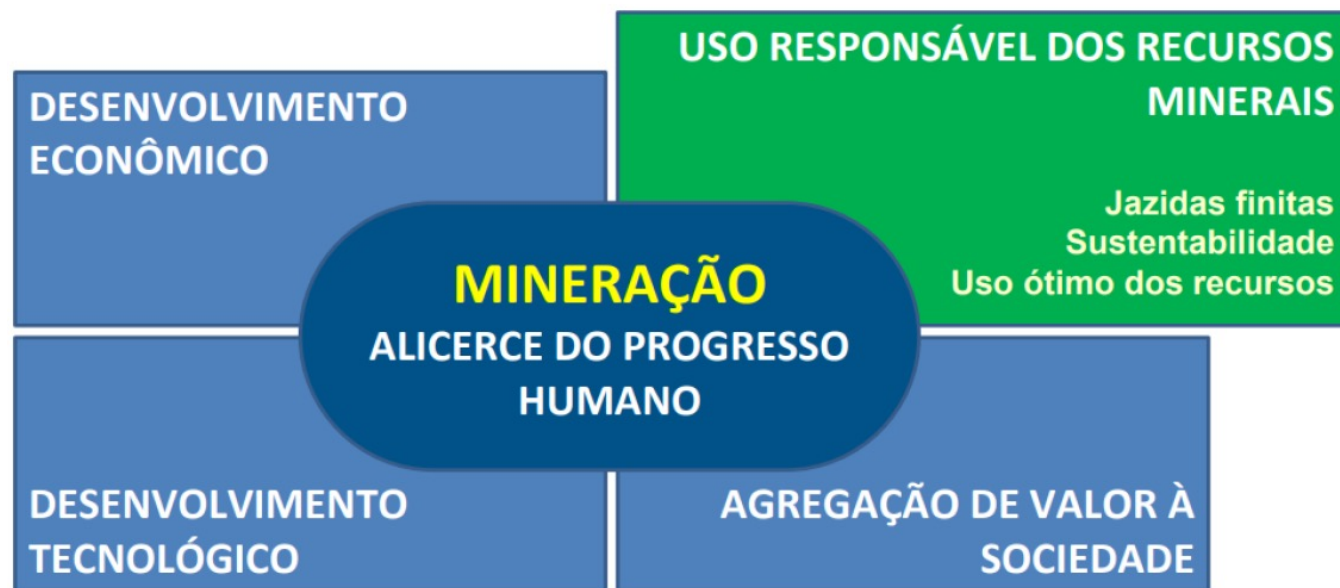 DESENVOLVIMENTO
ECONÔMICO
USO RESPONSÁVEL DOS RECURSOS
MINERAIS
Jazidas finitas
Sustentabilidade
Uso ótimo dos recursos
MINERAÇÃO
ALICERCE DO PROGRESSO
HUMANO
DESENVOLVIMENTO
TECNOLÓGICO
AGREGAÇÃO DE VALOR À
SOCIEDADE